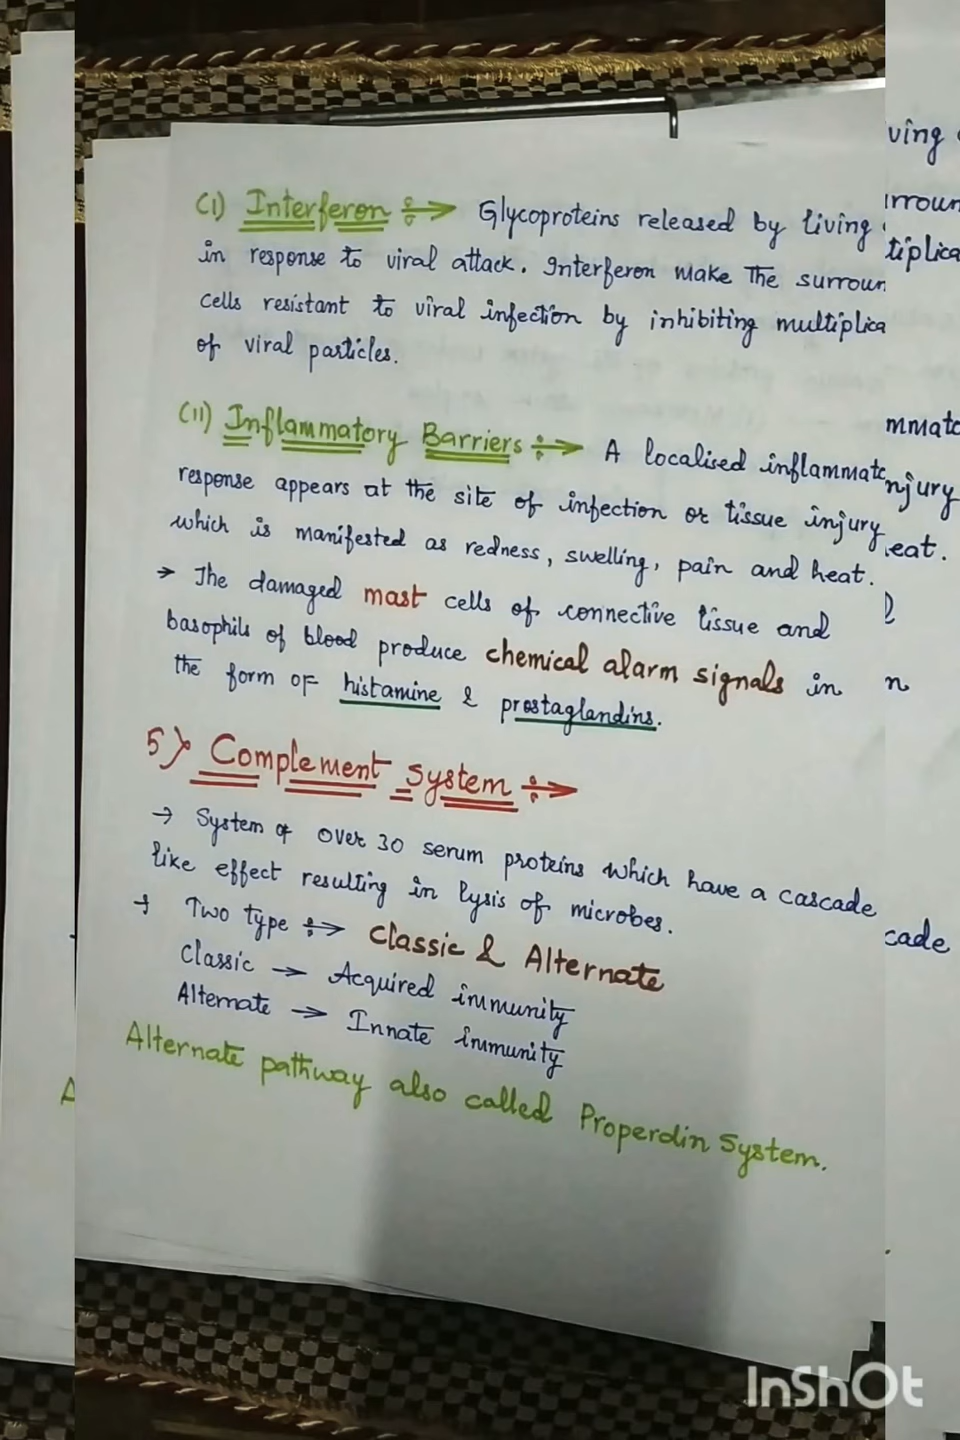 (I) Interferon ÷→ Glycoproteins released by living
in response to viral attack. Interferon make the surroun
cells resistant to viral infection by inhibiting multiplica
of viral particles.
(II) Inflammatory Barriers ÷→ A localised inflammato
response appears at the site of infection or tissue injury
which is manifested as redness, swelling, pain and heat.
→ The damaged mast cells of connective tissue and
basophils of blood produce chemical alarm signals in
the form of histamine & prostaglandins.
5) Complement System ÷→
→ System of over 30 serum proteins which have a cascade
like effect resulting in lysis of microbes.
→ Two type ÷→ Classic & Alternate
Classic → Acquired immunity
Alternate → Innate immunity
Alternate pathway also called Properdin System.
ving
rroun
tiplica
mmato
njury
eat.
n
cade
A
InShOt